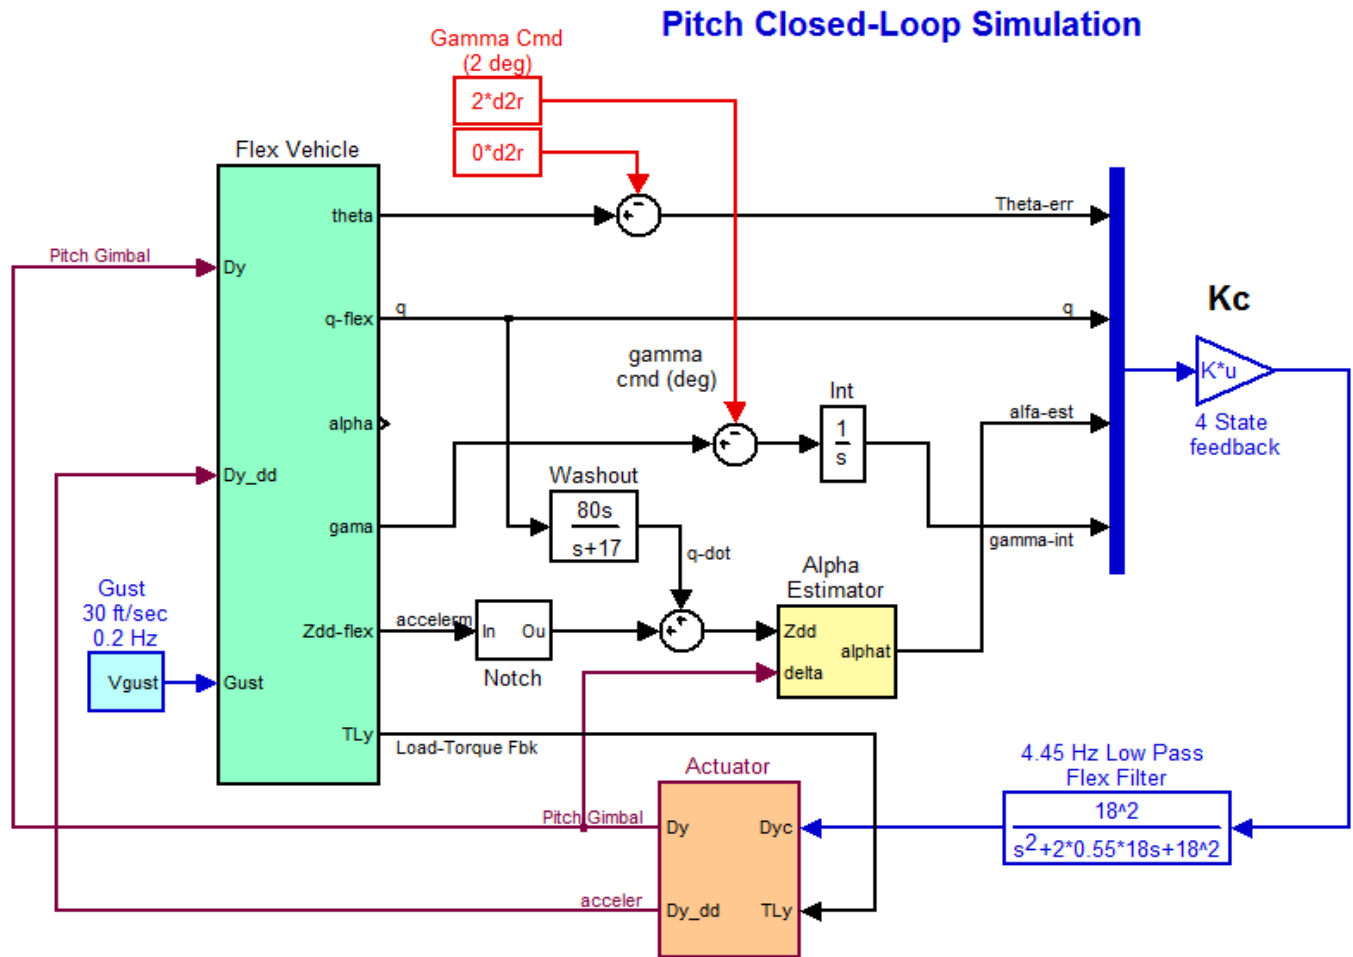 Pitch Closed-Loop Simulation
Gamma Cmd
(2 deg)
2*d2r
0*d2r
Flex Vehicle
theta
Theta-err
Pitch Gimbal
Dy
q-flex
q
q
Kc
K*u
4 State
feedback
gamma
cmd (deg)
Int
1
s
alpha
alfa-est
Dy_dd
Washout
80s
s+17
gama
gamma-int
q-dot
Alpha
Estimator
Gust
30 ft/sec
0.2 Hz
Zdd-flex
accelerm
In
Ou
Notch
Zdd
alphat
delta
Vgust
Gust
TLy
Load-Torque Fbk
Actuator
4.45 Hz Low Pass
Flex Filter
18^2
s2+2*0.55*18s+18^2
Pitch Gimbal
Dy
Dyc
acceler
Dy_dd
TLy